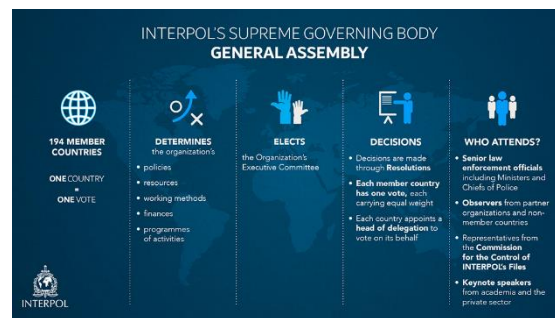 INTERPOL'S SUPREME GOVERNING BODY
GENERAL ASSEMBLY
194 MEMBER
COUNTRIES
ONE COUNTRY
=
ONE VOTE
DETERMINES
the organization's
• policies
• resources
• working methods
• finances
• programmes
of activities
ELECTS
the Organization's
Executive Committee
DECISIONS
• Decisions are made
through Resolutions
• Each member country
has one vote, each
carrying equal weight
• Each country appoints a
head of delegation to
vote on its behalf
WHO ATTENDS?
• Senior law
enforcement officials
including Ministers and
Chiefs of Police
• Observers from partner
organizations and non-
member countries
• Representatives from
the Commission
for the Control of
INTERPOL's Files
• Keynote speakers
from academia and the
private sector
INTERPOL